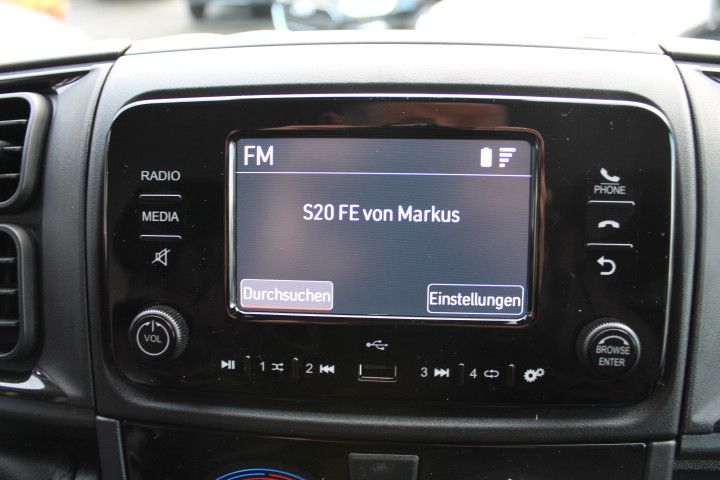 FM
S20 FE von Markus
Durchsuchen
Einstellungen
RADIO
MEDIA
VOL
PHONE
BROWSE
ENTER
1
2
3
4